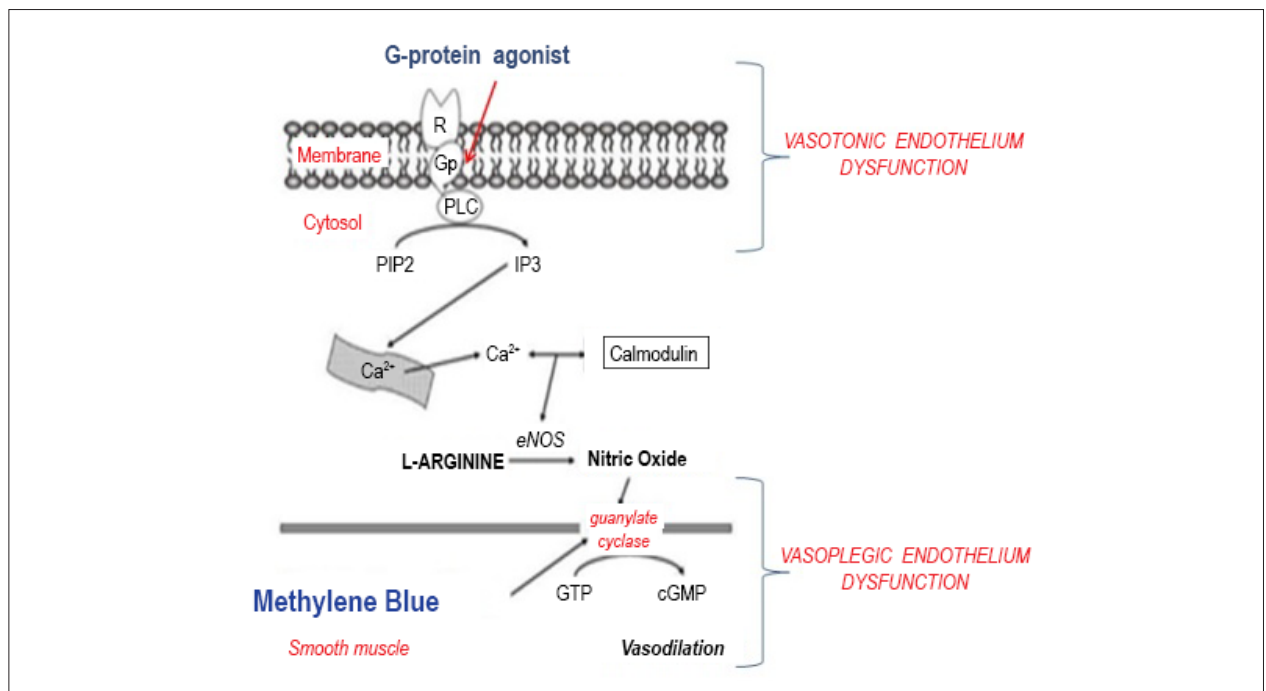 G-protein agonist
R
Membrane
Gp
PLC
Cytosol
PIP2
IP3
VASOTONIC ENDOTHELIUM
DYSFUNCTION
Ca²⁺
Ca²⁺
Calmodulin
eNOS
L-ARGININE
Nitric Oxide
guanylate
cyclase
GTP
cGMP
Methylene Blue
Smooth muscle
Vasodilation
VASOPLEGIC ENDOTHELIUM
DYSFUNCTION